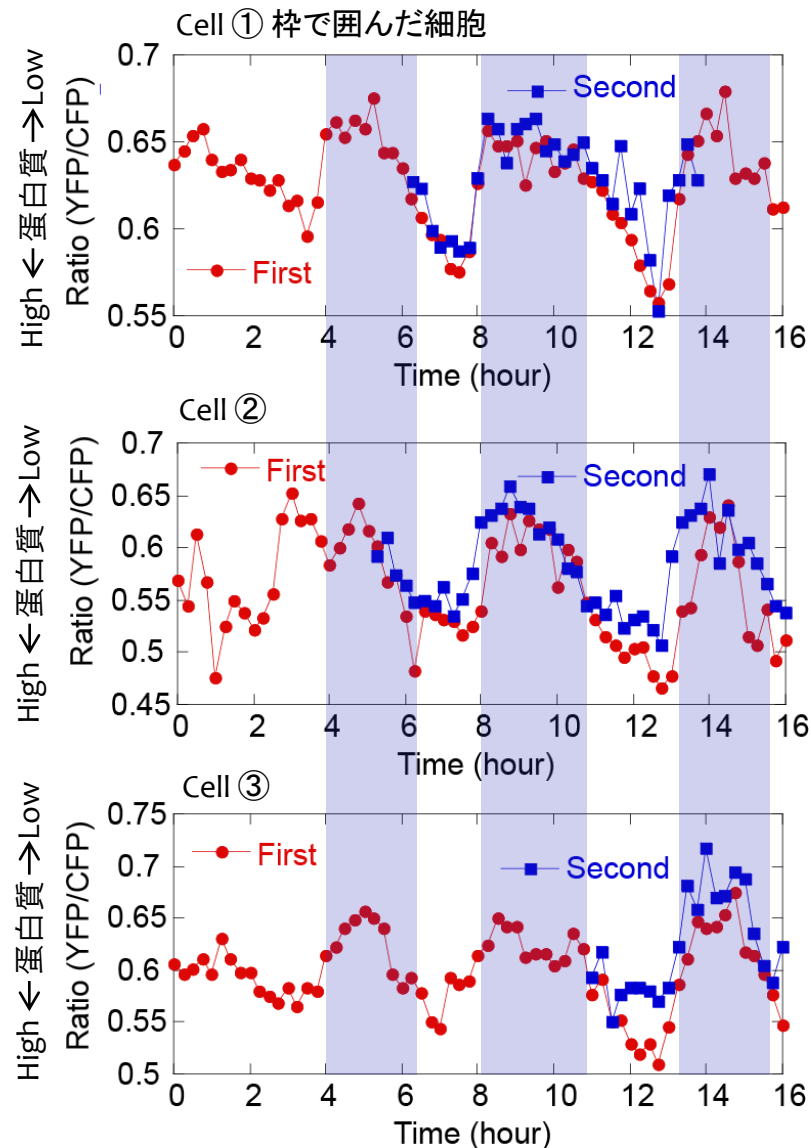 Cell ① 枠で囲んだ細胞
High ← 蛋白質 →Low
Ratio (YFP/CFP)
0.7
0.65
0.6
0.55
Second
First
0 2 4 6 8 10 12 14 16
Time (hour)
Cell ②
High ← 蛋白質 →Low
Ratio (YFP/CFP)
0.7
0.65
0.6
0.55
0.5
0.45
First
Second
0 2 4 6 8 10 12 14 16
Time (hour)
Cell ③
High ← 蛋白質 →Low
Ratio (YFP/CFP)
0.75
0.7
0.65
0.6
0.55
0.5
First
Second
0 2 4 6 8 10 12 14 16
Time (hour)